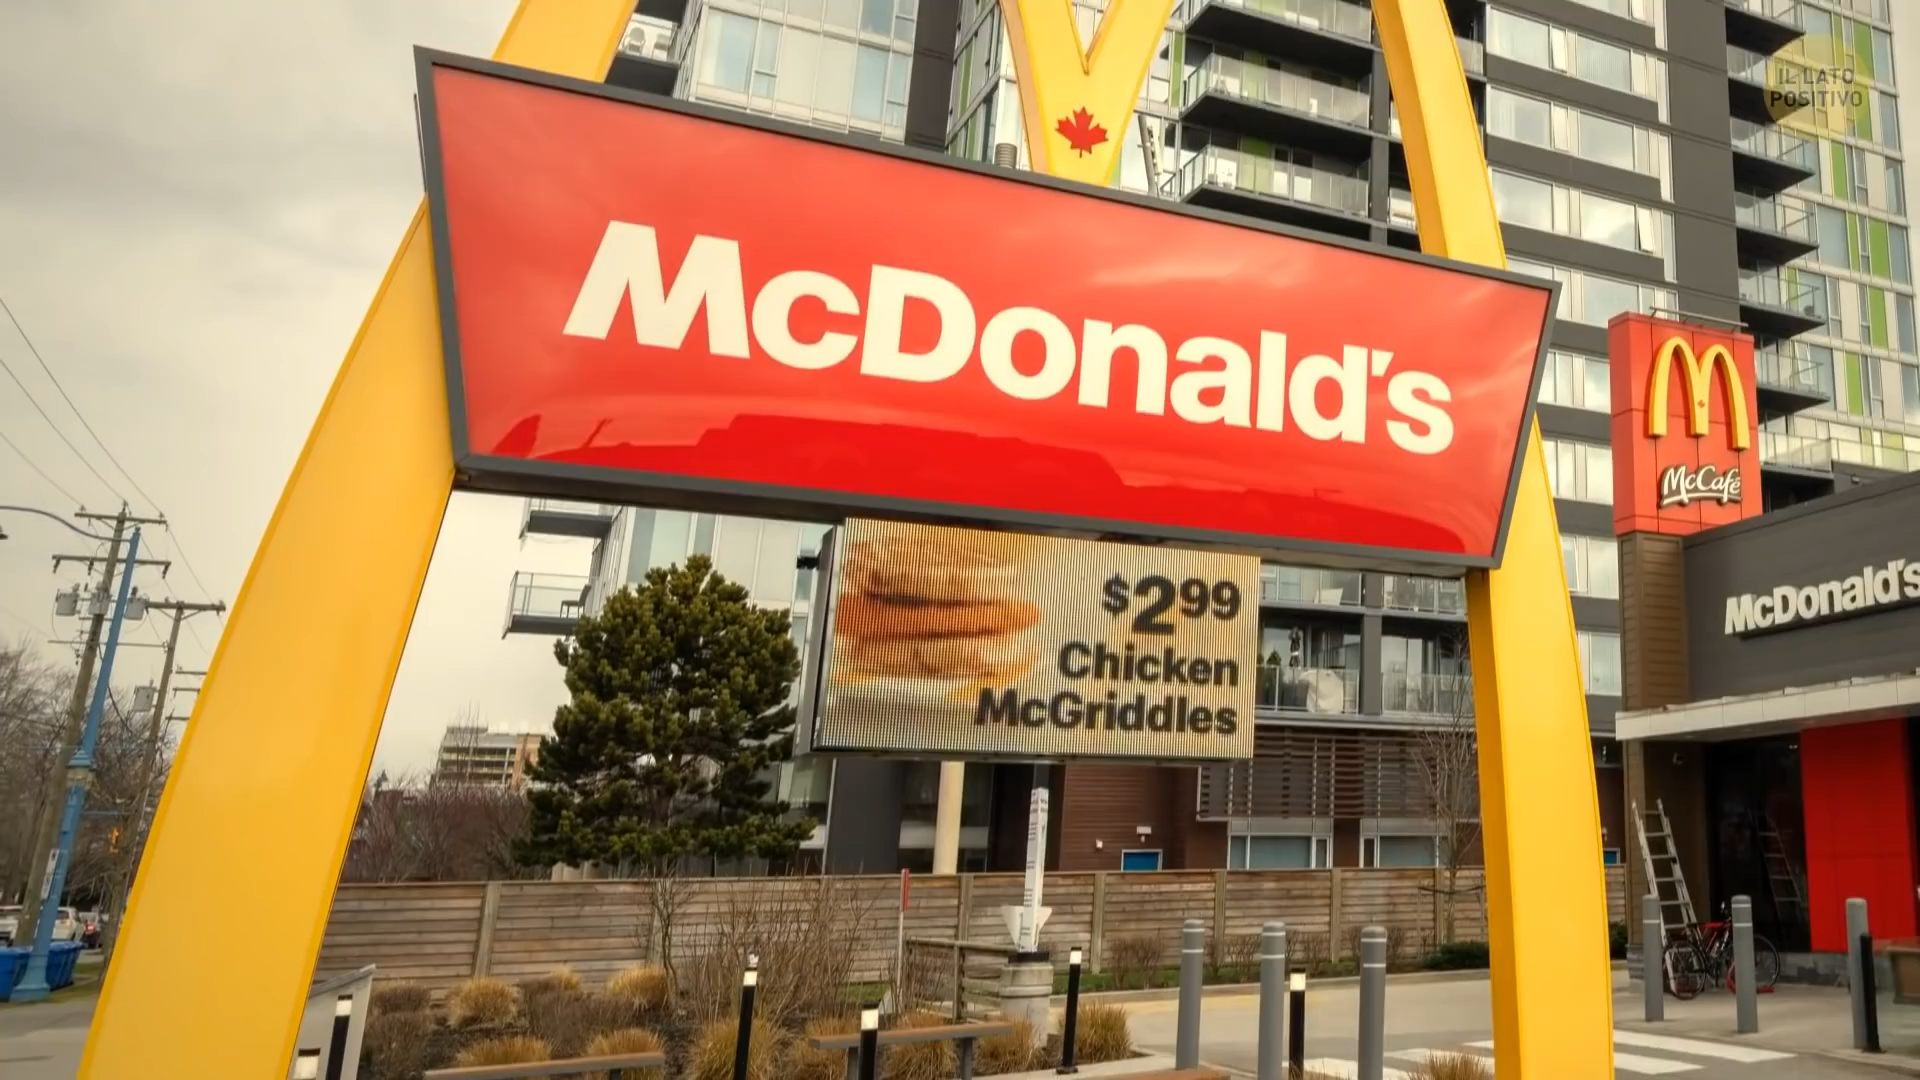 IL LATO
POSITIVO
McDonald's
McCafé
McDonald's
$2.99
Chicken
McGriddles